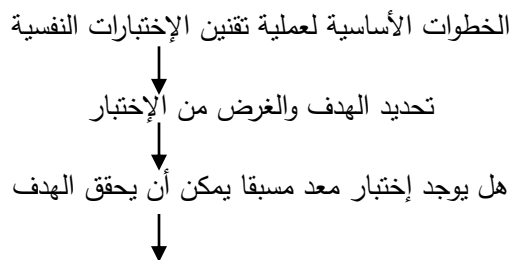 الخطوات الأساسية لعملية تقنين الإختبارات النفسية
تحديد الهدف والغرض من الإختبار
هل يوجد إختبار معد مسبقا يمكن أن يحقق الهدف